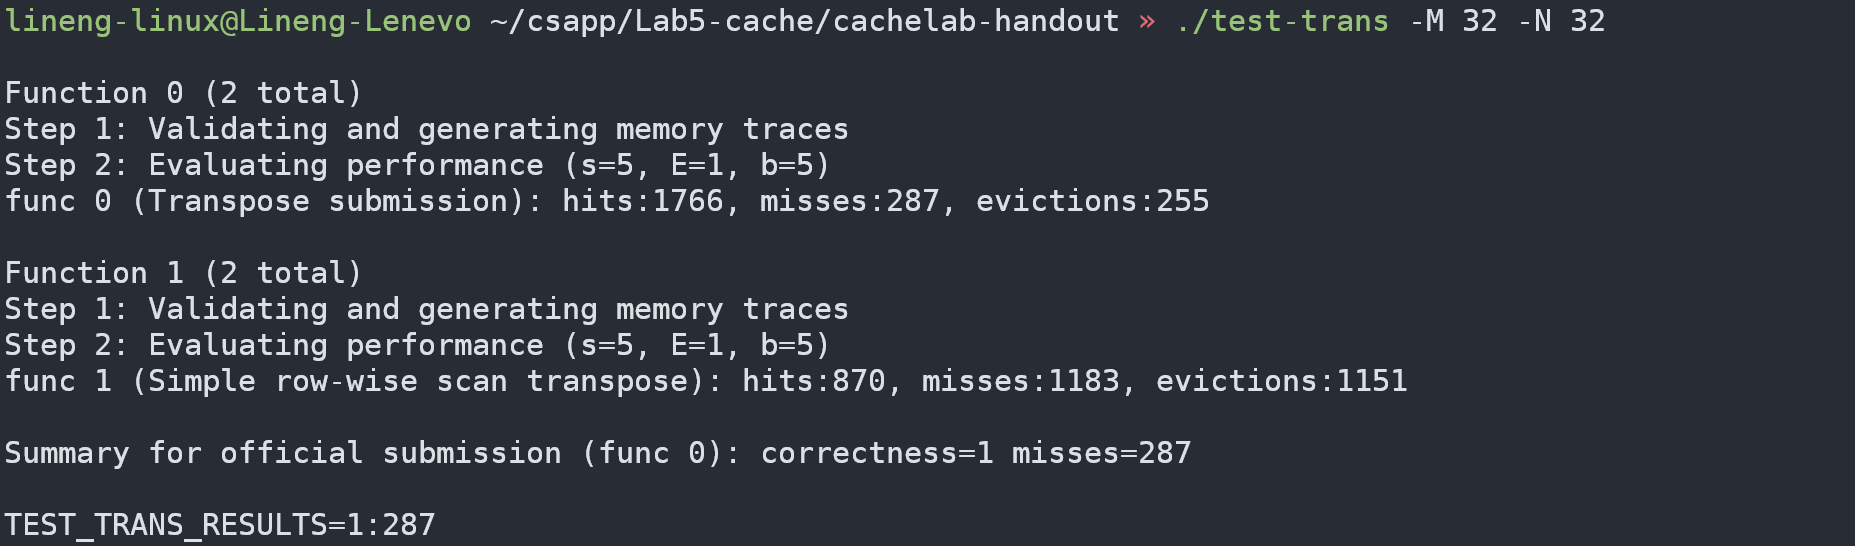 lineng-linux@Lineng-Lenevo ~/csapp/Lab5-cache/cachelab-handout » ./test-trans -M 32 -N 32
Function 0 (2 total)
Step 1: Validating and generating memory traces
Step 2: Evaluating performance (s=5, E=1, b=5)
func 0 (Transpose submission): hits:1766, misses:287, evictions:255
Function 1 (2 total)
Step 1: Validating and generating memory traces
Step 2: Evaluating performance (s=5, E=1, b=5)
func 1 (Simple row-wise scan transpose): hits:870, misses:1183, evictions:1151
Summary for official submission (func 0): correctness=1 misses=287
TEST_TRANS_RESULTS=1:287